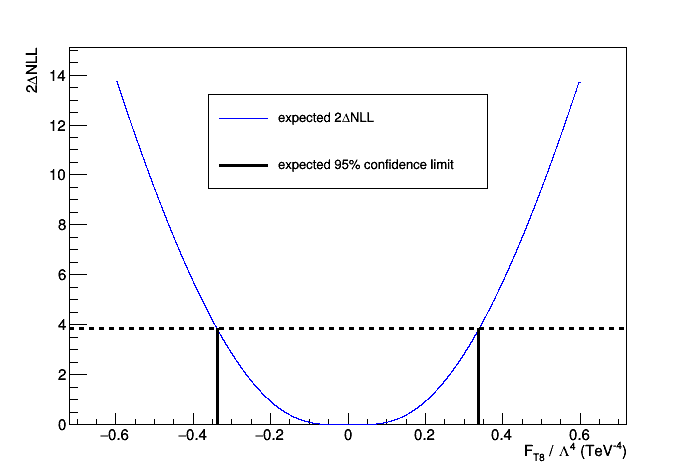 2ΔNLL
14
12
10
8
6
4
2
0
expected 2ΔNLL
expected 95% confidence limit
−0.6 −0.4 −0.2 0 0.2 0.4 0.6
F_T8 / Λ^4 (TeV^-4)